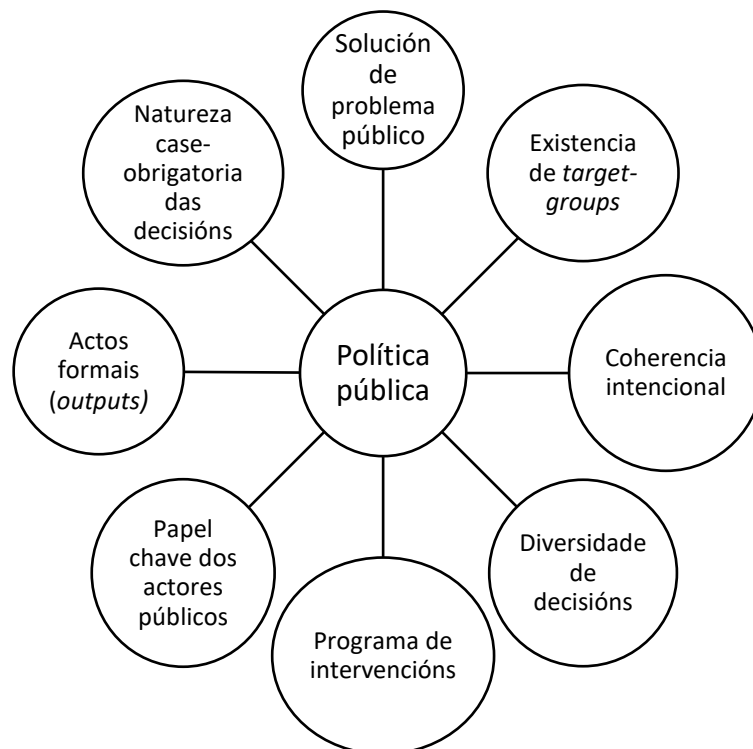 Solución
de
problema
público
Existencia
de target-
groups
Coherencia
intencional
Diversidade
de
decisións
Programa de
intervencións
Papel
chave dos
actores
públicos
Actos
formais
(outputs)
Natureza
case-
obrigatoria
das
decisións
Política
pública